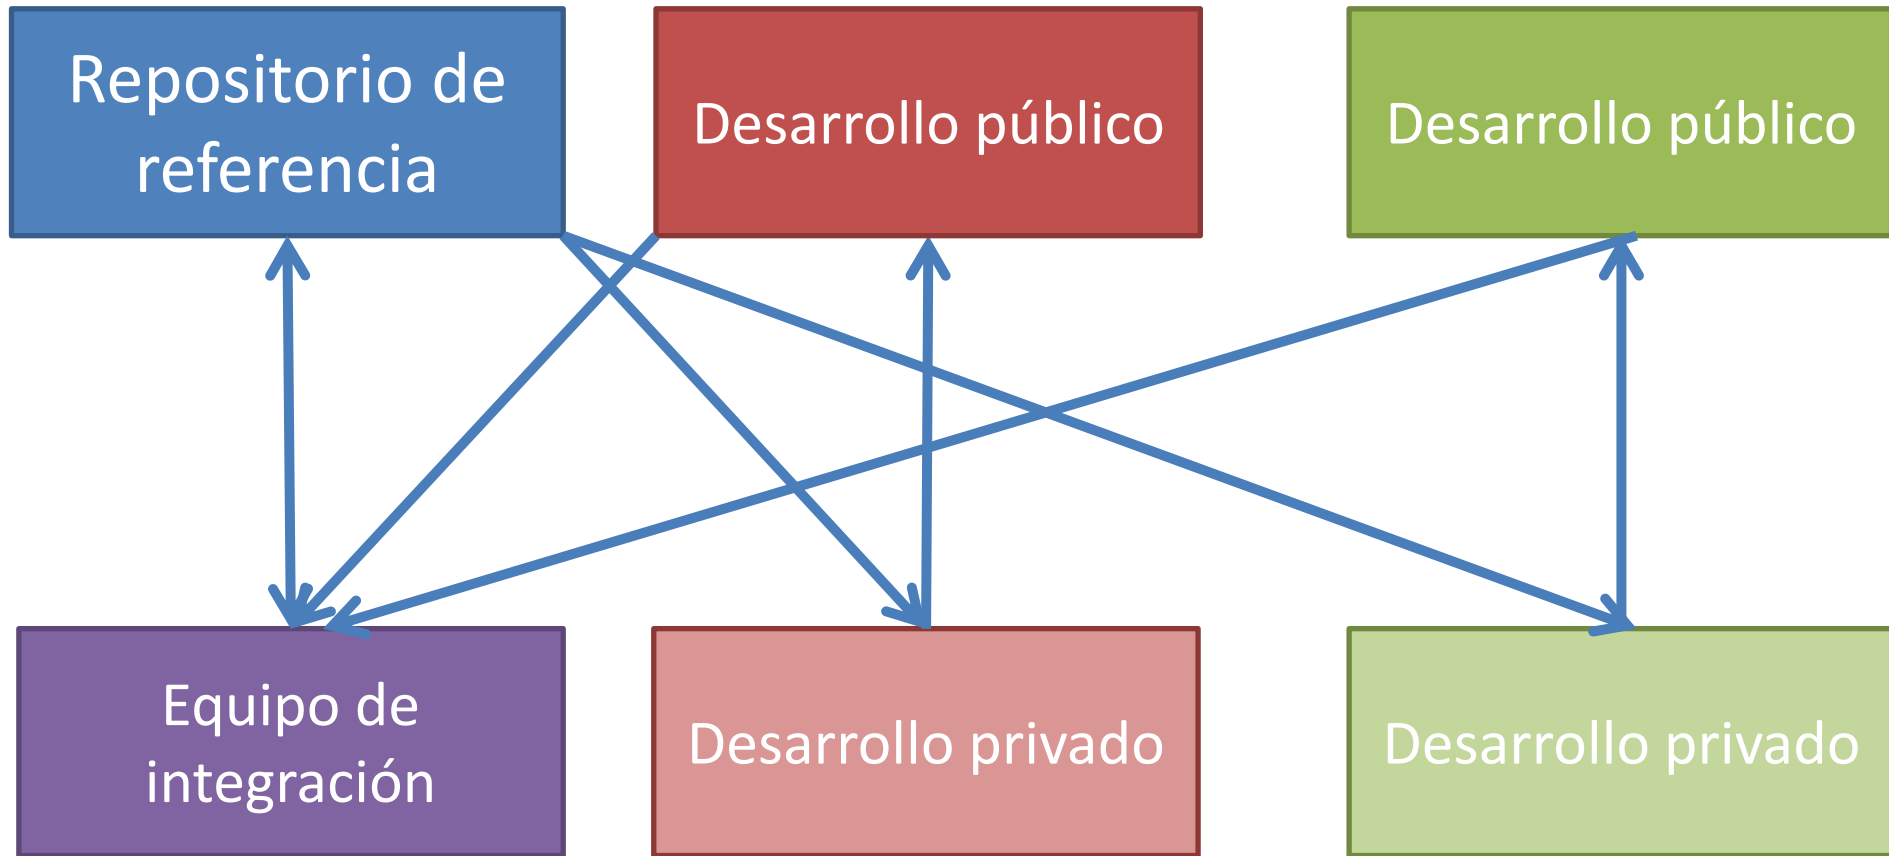 Repositorio de
referencia
Desarrollo público
Desarrollo público
Equipo de
integración
Desarrollo privado
Desarrollo privado